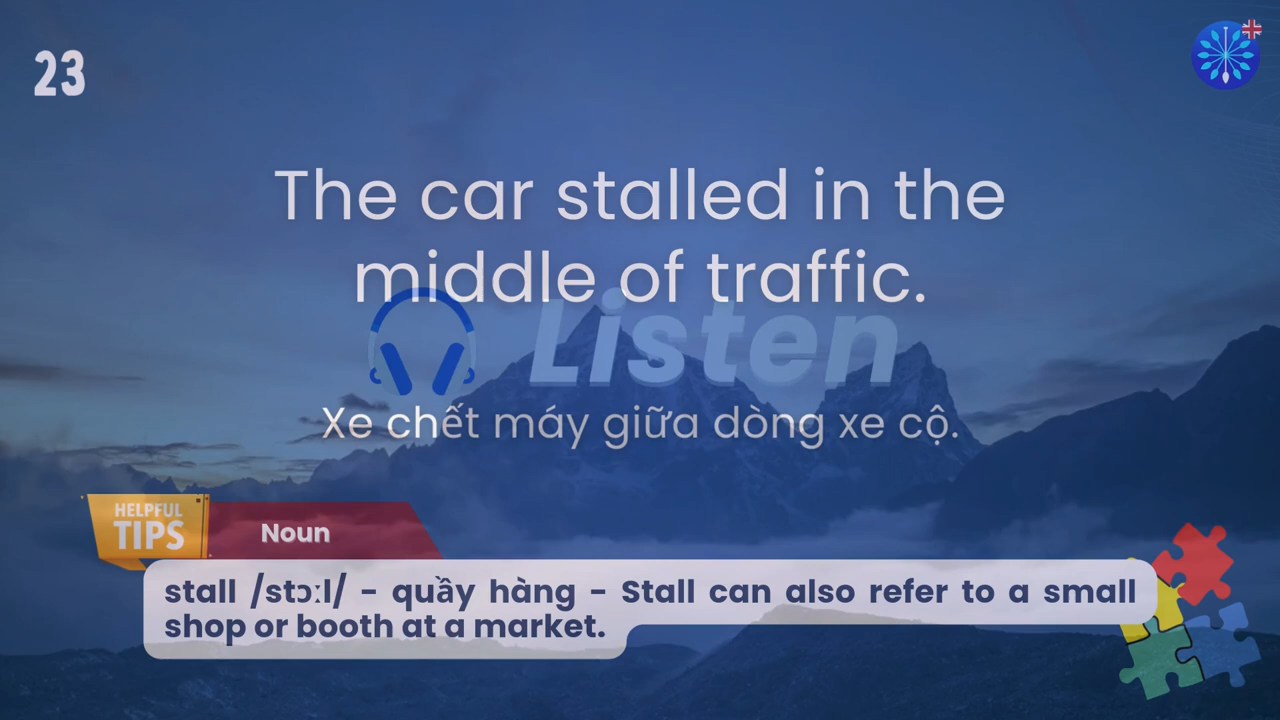 23
The car stalled in the
middle of traffic.
Listen
Xe chết máy giữa dòng xe cộ.
HELPFUL
TIPS
Noun
stall /stɔːl/ - quầy hàng - Stall can also refer to a small
shop or booth at a market.